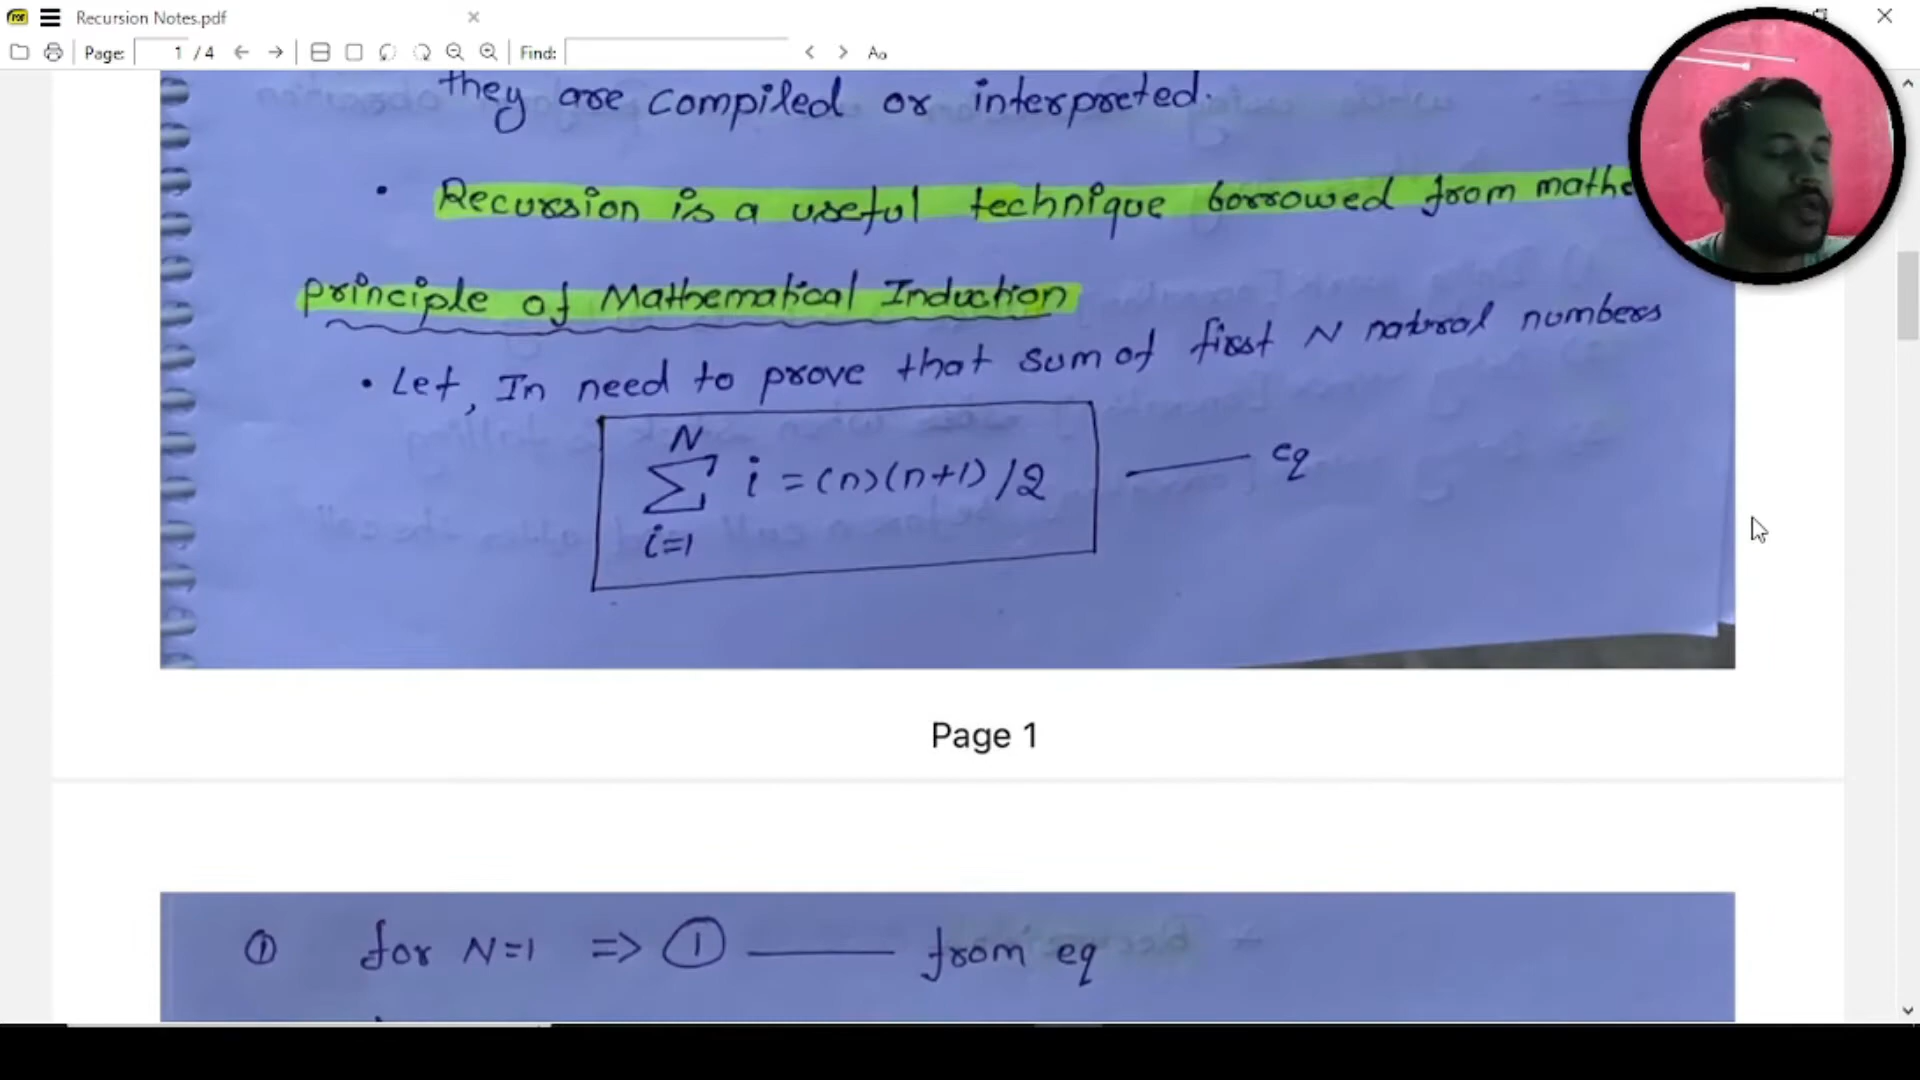 Recursion Notes.pdf
Page: 1 / 4 Find: Aa
they are compiled or interpreted.
• Recursion is a useful technique borrowed from mathe
principle of Mathematical Induction
• Let, In need to prove that sum of first N natural numbers
N
∑ i = (n)(n+1)/2 —— eq
i=1
Page 1
① for N=1 => ① —— from eq